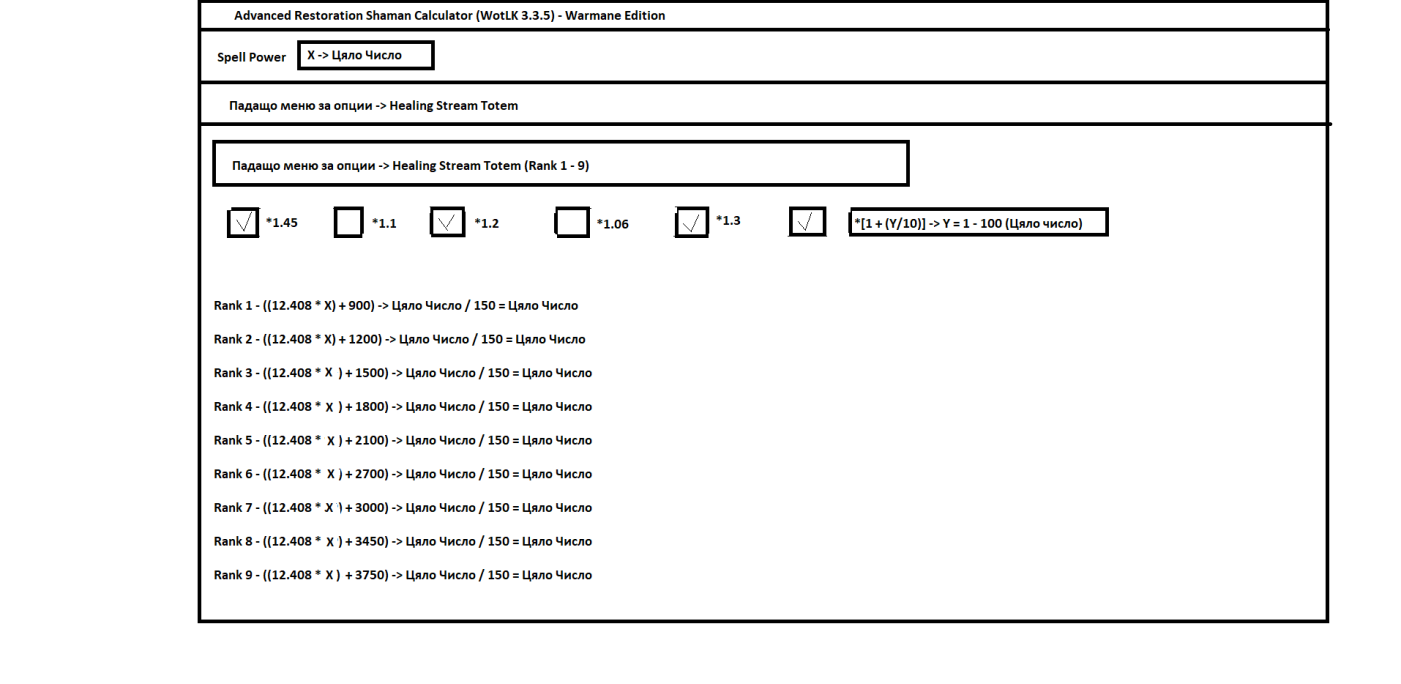 Advanced Restoration Shaman Calculator (WotLK 3.3.5) - Warmane Edition
Spell Power X -> Цяло Число
Падащо меню за опции -> Healing Stream Totem
Падащо меню за опции -> Healing Stream Totem (Rank 1 - 9)
*1.45 *1.1 *1.2 *1.06 *1.3 *[1 + (Y/10)] -> Y = 1 - 100 (Цяло число)
Rank 1 - ((12.408 * X) + 900) -> Цяло Число / 150 = Цяло Число
Rank 2 - ((12.408 * X) + 1200) -> Цяло Число / 150 = Цяло Число
Rank 3 - ((12.408 * X ) + 1500) -> Цяло Число / 150 = Цяло Число
Rank 4 - ((12.408 * X ) + 1800) -> Цяло Число / 150 = Цяло Число
Rank 5 - ((12.408 * X ) + 2100) -> Цяло Число / 150 = Цяло Число
Rank 6 - ((12.408 * X ) + 2700) -> Цяло Число / 150 = Цяло Число
Rank 7 - ((12.408 * X ) + 3000) -> Цяло Число / 150 = Цяло Число
Rank 8 - ((12.408 * X ) + 3450) -> Цяло Число / 150 = Цяло Число
Rank 9 - ((12.408 * X ) + 3750) -> Цяло Число / 150 = Цяло Число